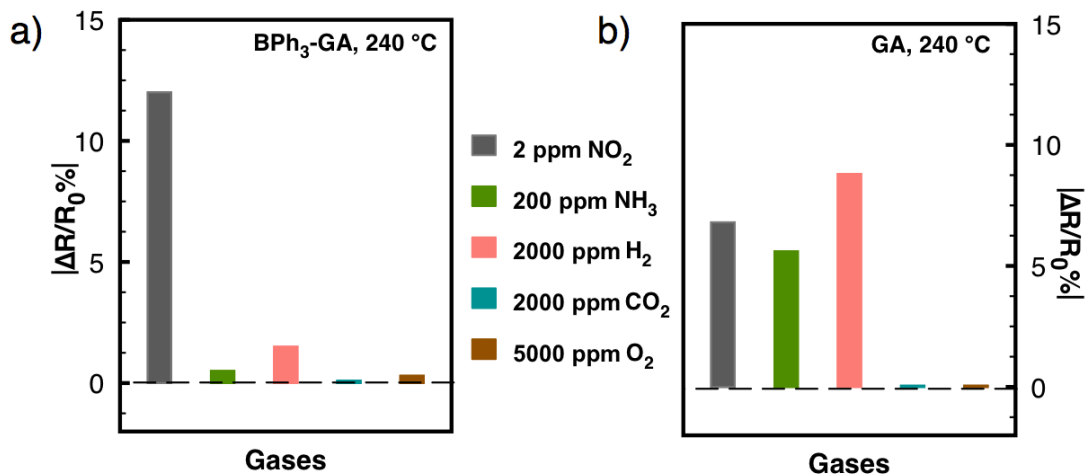 a)
BPh3-GA, 240 °C
15
10
5
0
|ΔR/R0%|
Gases
2 ppm NO2
200 ppm NH3
2000 ppm H2
2000 ppm CO2
5000 ppm O2
b)
GA, 240 °C
15
10
5
0
|ΔR/R0%|
Gases